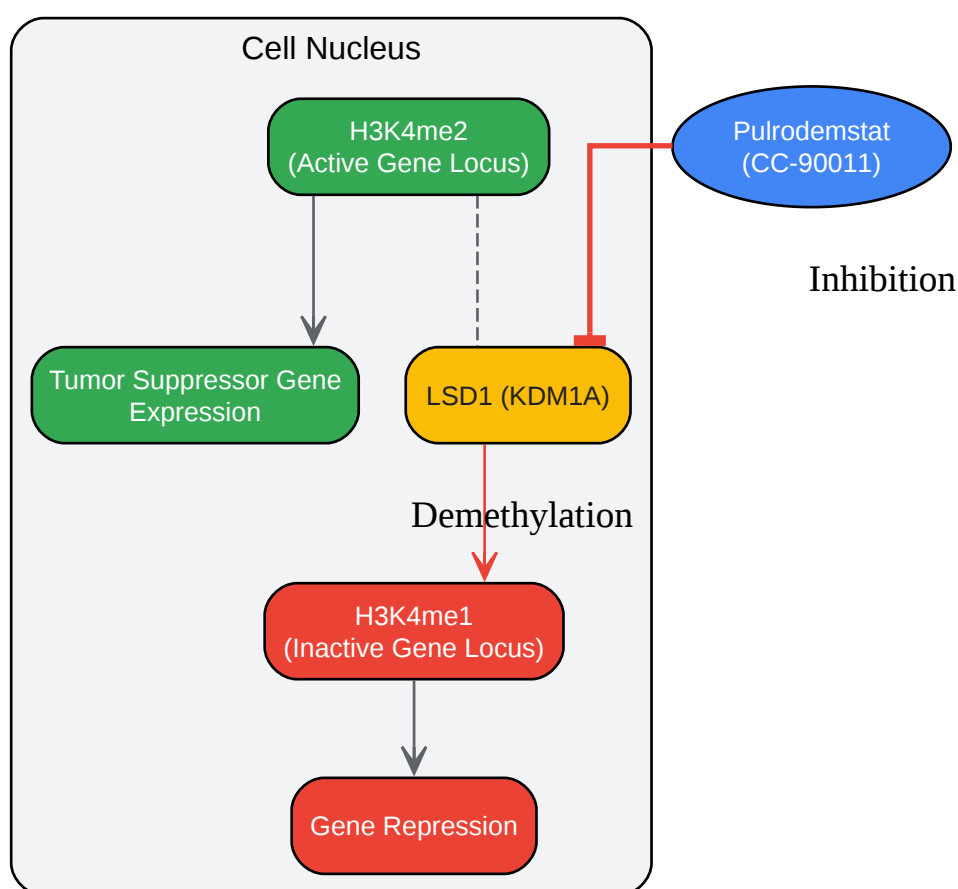 Cell Nucleus
H3K4me2
(Active Gene Locus)
Pulrodemstat
(CC-90011)
Inhibition
Tumor Suppressor Gene
Expression
LSD1 (KDM1A)
Demethylation
H3K4me1
(Inactive Gene Locus)
Gene Repression